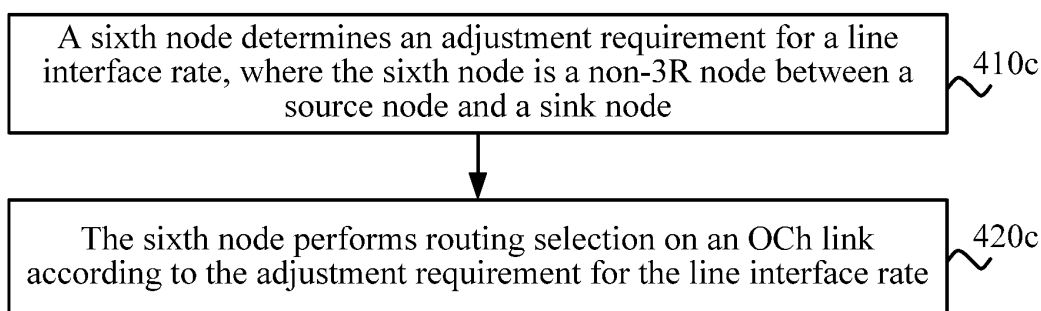 A sixth node determines an adjustment requirement for a line
interface rate, where the sixth node is a non-3R node between a
source node and a sink node
410c
The sixth node performs routing selection on an OCh link
according to the adjustment requirement for the line interface rate
420c